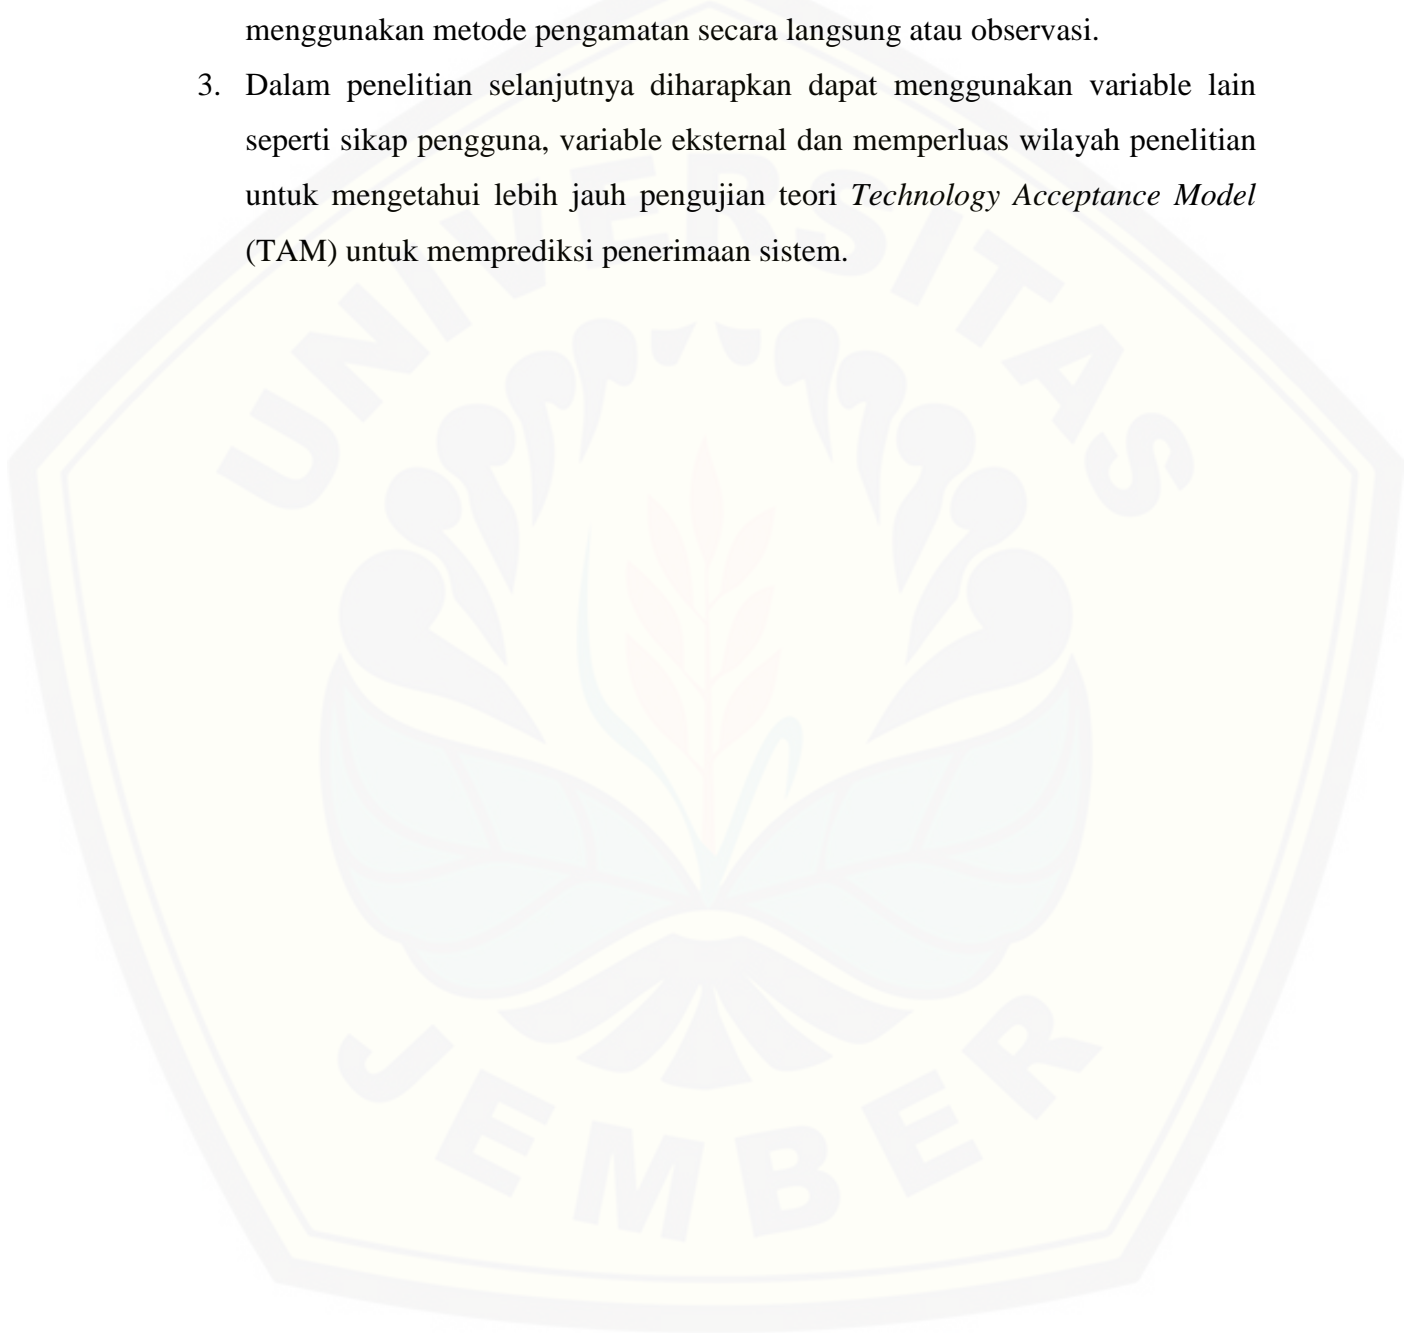 menggunakan metode pengamatan secara langsung atau observasi.
3. Dalam penelitian selanjutnya diharapkan dapat menggunakan variable lain
seperti sikap pengguna, variable eksternal dan memperluas wilayah penelitian
untuk mengetahui lebih jauh pengujian teori Technology Acceptance Model
(TAM) untuk memprediksi penerimaan sistem.
UNIVERSITAS
JEMBER